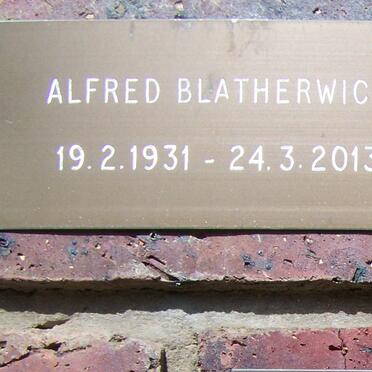 ALFRED BLATHERWIC
19.2.1931 - 24.3.2013